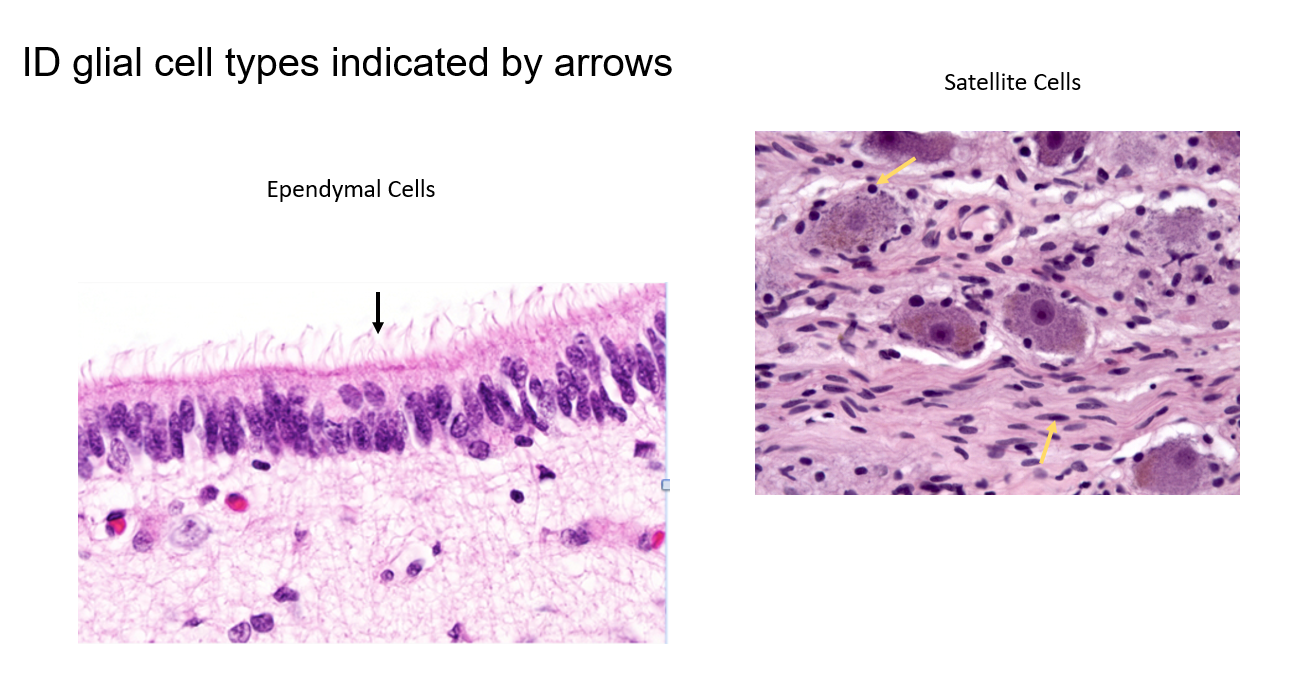 ID glial cell types indicated by arrows
Satellite Cells
Ependymal Cells